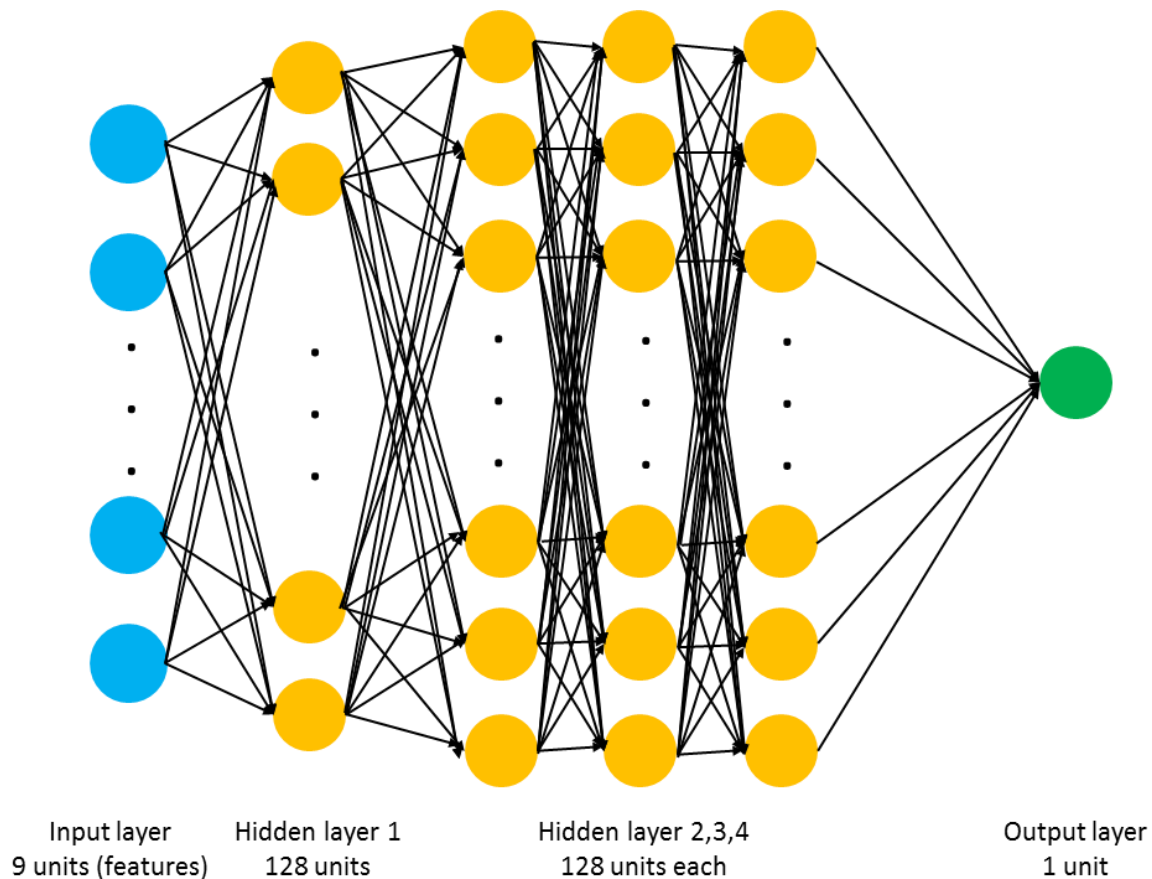 Input layer
9 units (features)
Hidden layer 1
128 units
Hidden layer 2,3,4
128 units each
Output layer
1 unit